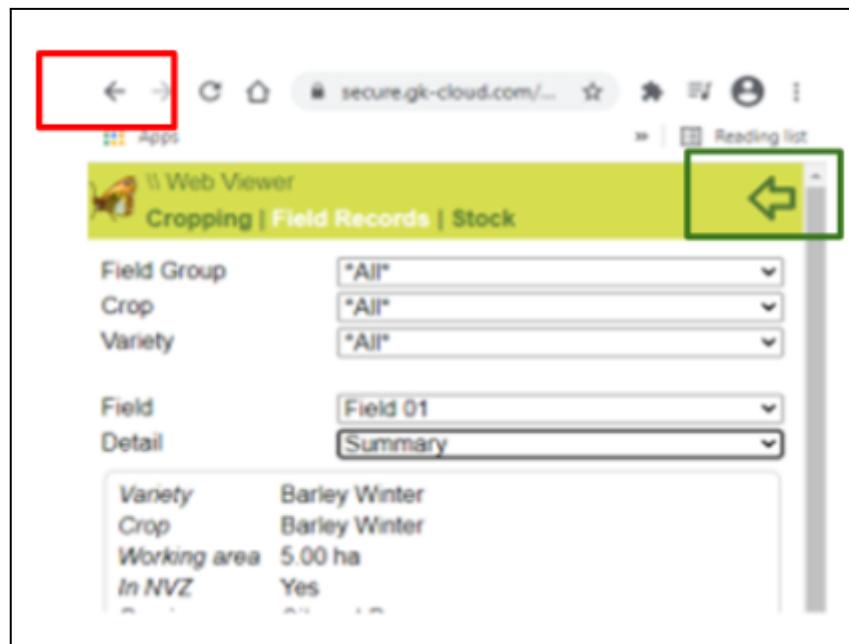 secure.gk-cloud.com/...
Apps » Reading list
\\ Web Viewer
Cropping | Field Records | Stock
Field Group *All*
Crop *All*
Variety *All*
Field Field 01
Detail Summary
Variety Barley Winter
Crop Barley Winter
Working area 5.00 ha
In NVZ Yes